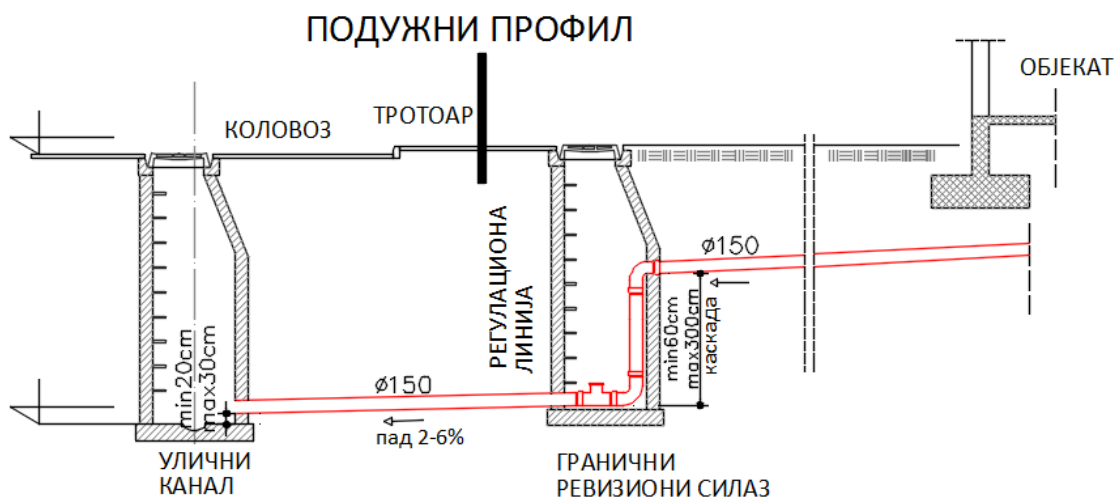 ПОДУЖНИ ПРОФИЛ
ОБЈЕКАТ
КОЛОВОЗ
ТРОТОАР
РЕГУЛАЦИОНА
ЛИНИЈА
ø150
min60cm
max300cm
каскада
min20cm
max30cm
ø150
пад 2-6%
УЛИЧНИ
КАНАЛ
ГРАНИЧНИ
РЕВИЗИОНИ СИЛАЗ